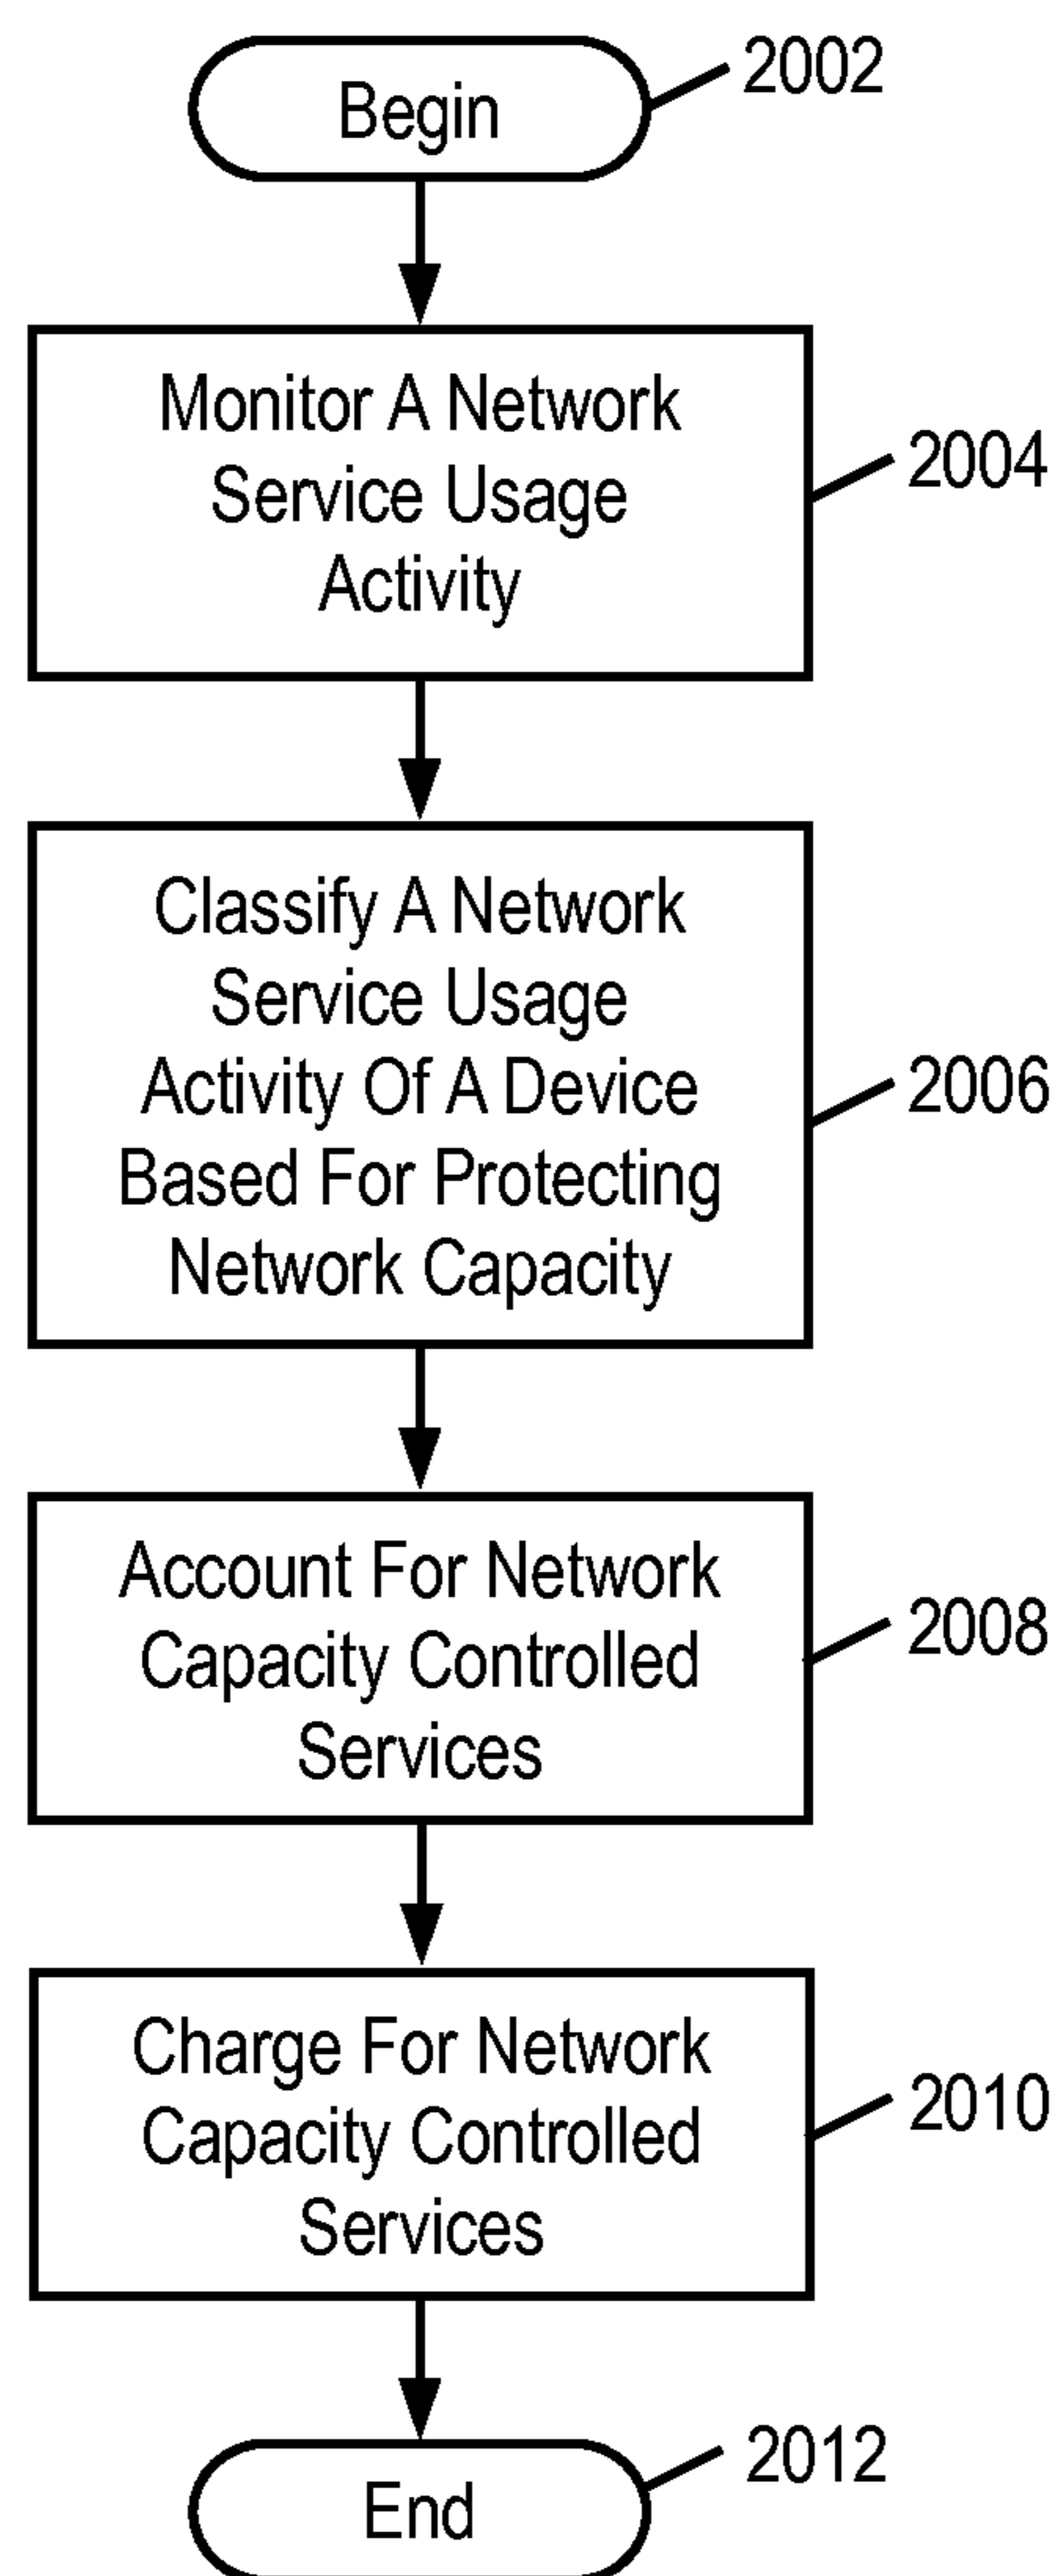 Begin
2002
Monitor A Network
Service Usage
Activity
2004
Classify A Network
Service Usage
Activity Of A Device
Based For Protecting
Network Capacity
2006
Account For Network
Capacity Controlled
Services
2008
Charge For Network
Capacity Controlled
Services
2010
End
2012